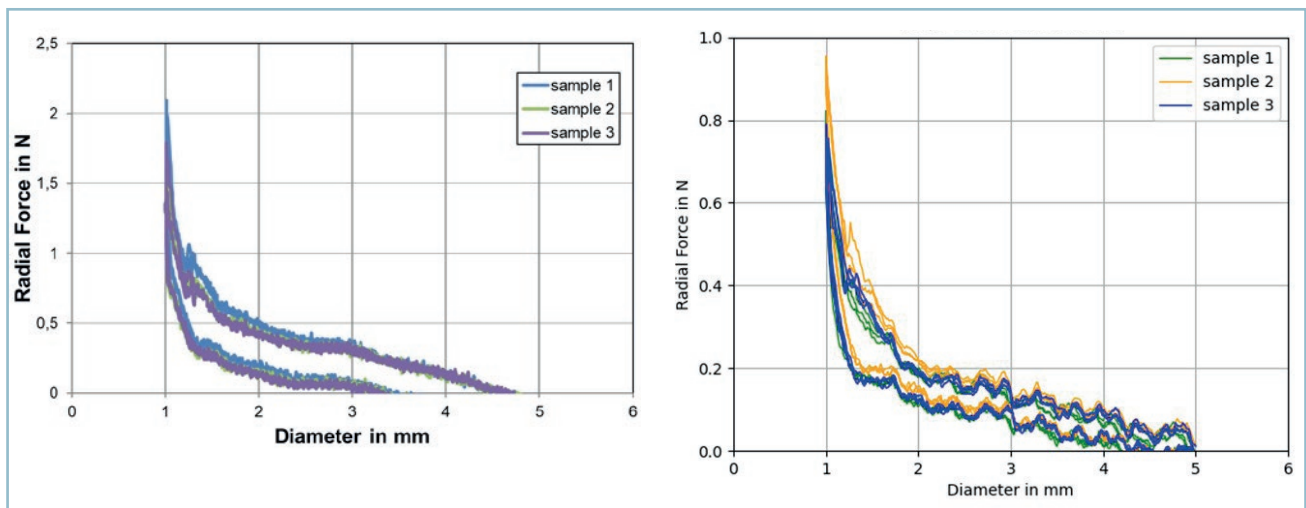 2,5
2
1,5
1
0,5
0
Radial Force in N
0 1 2 3 4 5 6
Diameter in mm
sample 1
sample 2
sample 3
1.0
0.8
0.6
0.4
0.2
0.0
Radial Force in N
0 1 2 3 4 5 6
Diameter in mm
sample 1
sample 2
sample 3